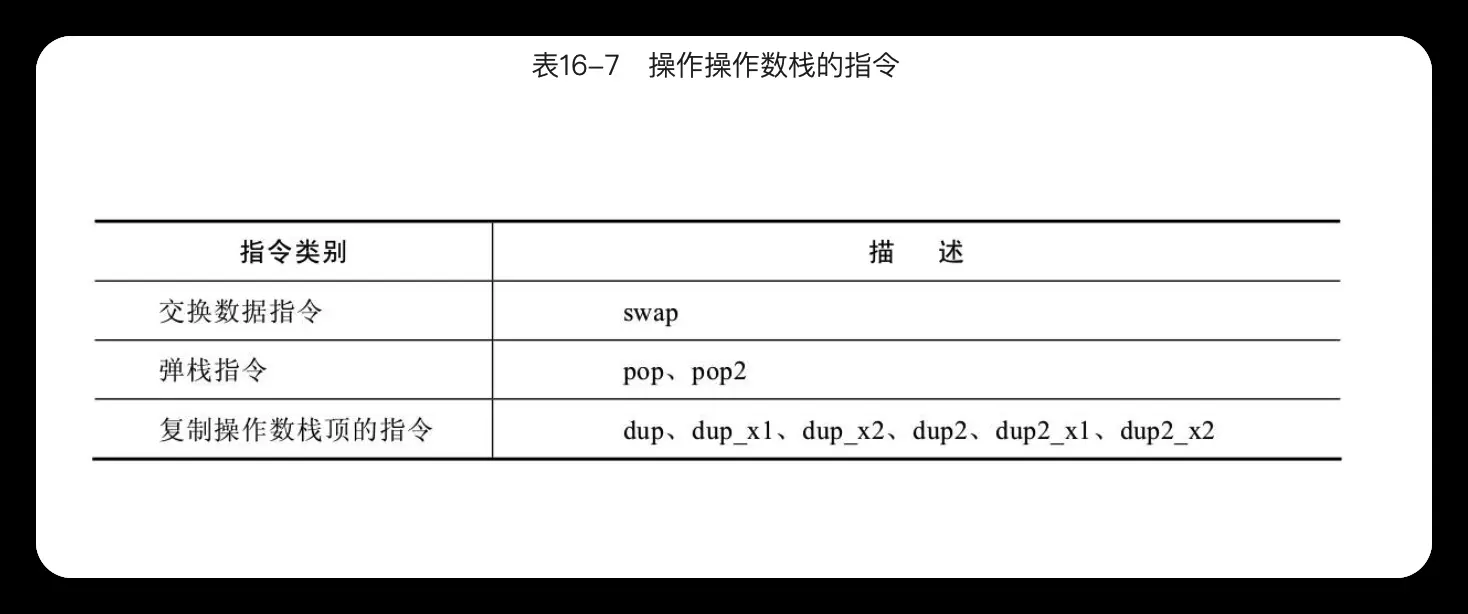 表16-7 操作操作数栈的指令
指令类别 描 述
交换数据指令 swap
弹栈指令 pop、pop2
复制操作数栈顶的指令 dup、dup_x1、dup_x2、dup2、dup2_x1、dup2_x2